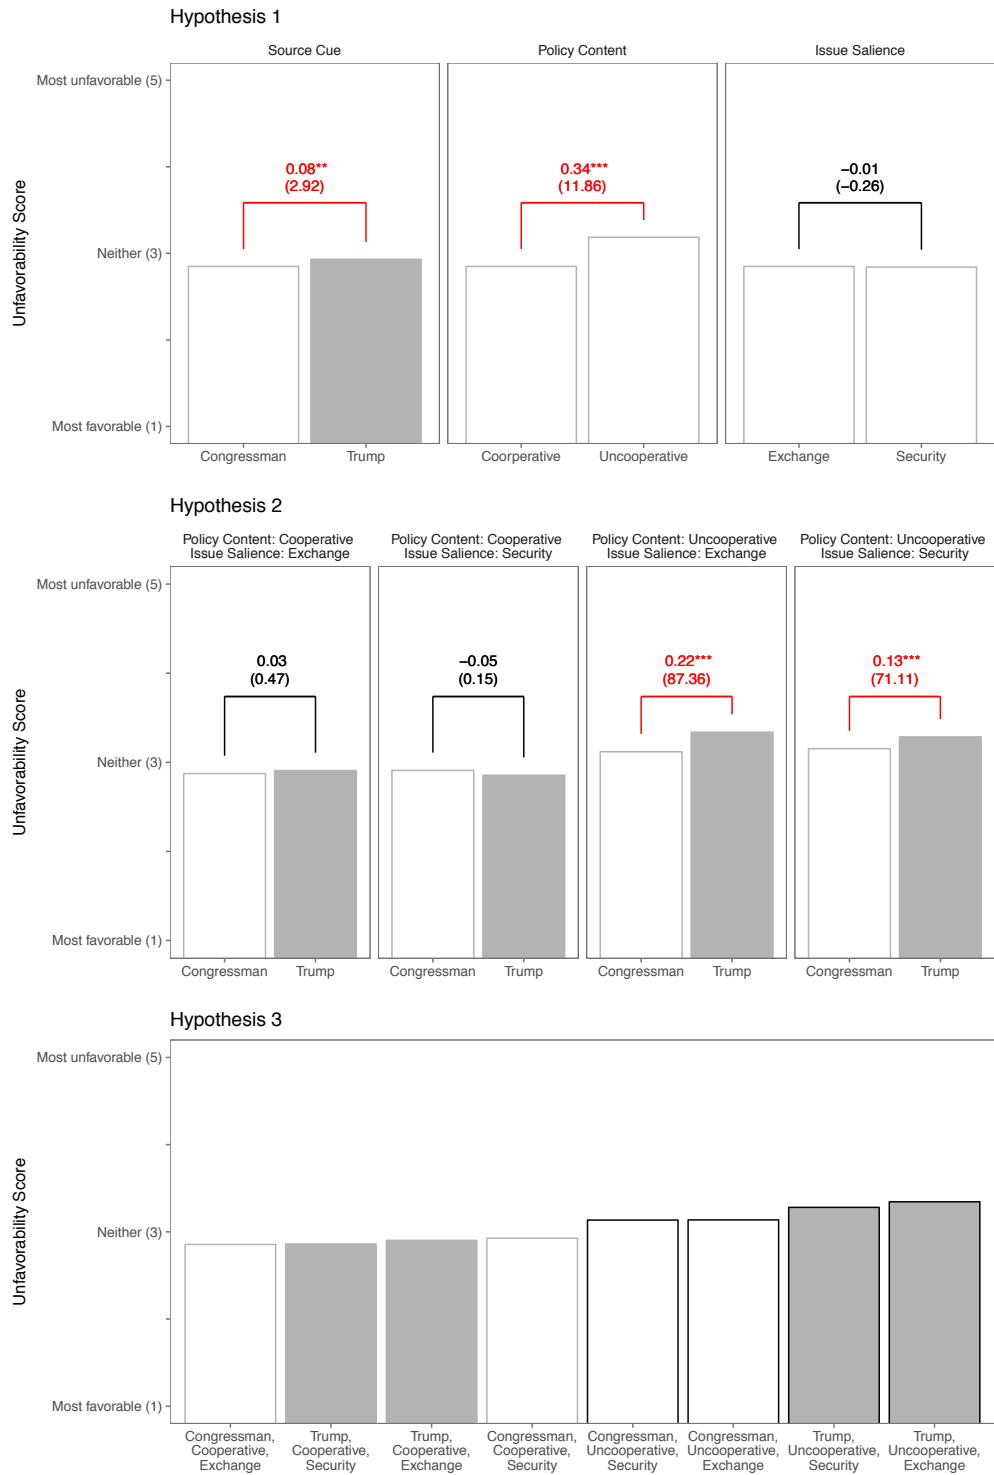 Hypothesis 1
Source Cue
Policy Content
Issue Salience
Unfavorability Score
Most unfavorable (5)
Neither (3)
Most favorable (1)
0.08**
(2.92)
0.34***
(11.86)
−0.01
(−0.26)
Congressman
Trump
Coorperative
Uncooperative
Exchange
Security
Hypothesis 2
Policy Content: Cooperative
Issue Salience: Exchange
Policy Content: Cooperative
Issue Salience: Security
Policy Content: Uncooperative
Issue Salience: Exchange
Policy Content: Uncooperative
Issue Salience: Security
Unfavorability Score
Most unfavorable (5)
Neither (3)
Most favorable (1)
0.03
(0.47)
−0.05
(0.15)
0.22***
(87.36)
0.13***
(71.11)
Congressman
Trump
Congressman
Trump
Congressman
Trump
Congressman
Trump
Hypothesis 3
Unfavorability Score
Most unfavorable (5)
Neither (3)
Most favorable (1)
Congressman,
Cooperative,
Exchange
Trump,
Cooperative,
Security
Trump,
Cooperative,
Exchange
Congressman,
Cooperative,
Security
Congressman,
Uncooperative,
Security
Congressman,
Uncooperative,
Exchange
Trump,
Uncooperative,
Security
Trump,
Uncooperative,
Exchange